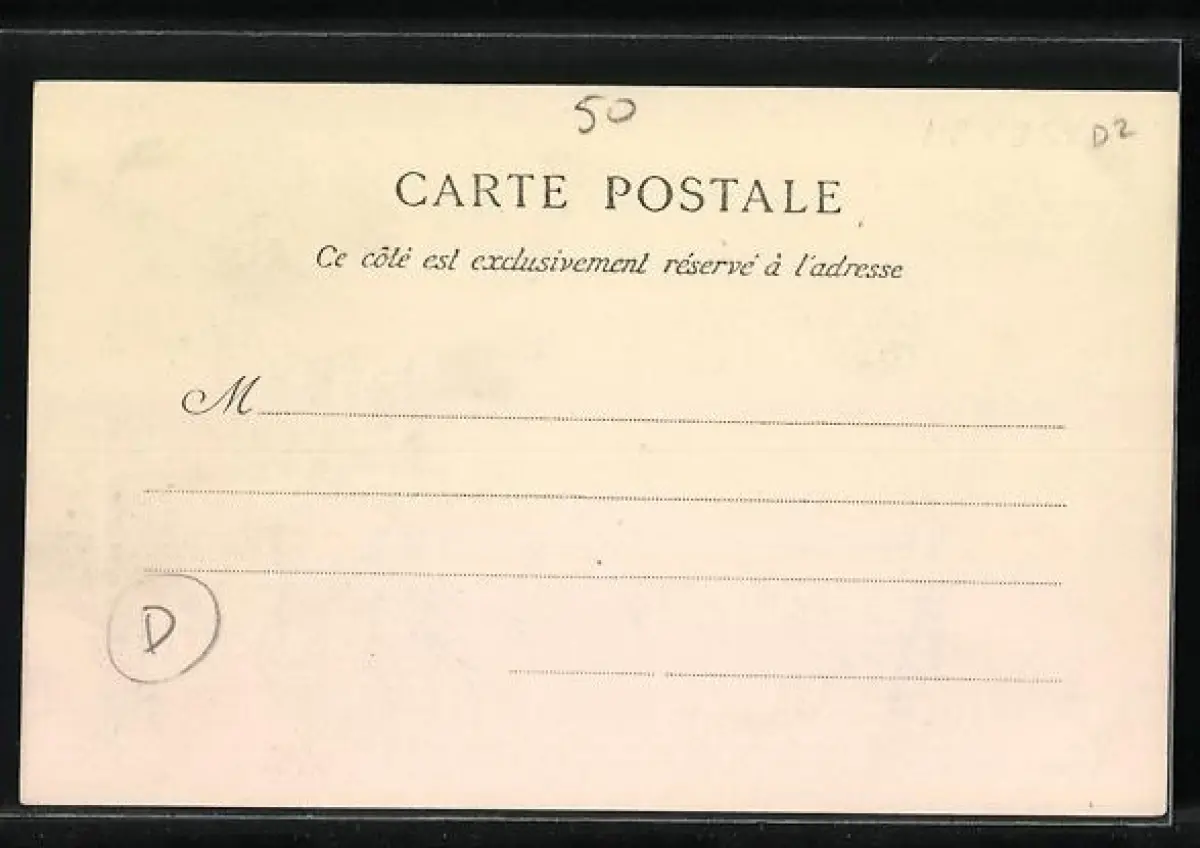 50
D2
CARTE POSTALE
Ce côté est exclusivement réservé à l'adresse
M
D